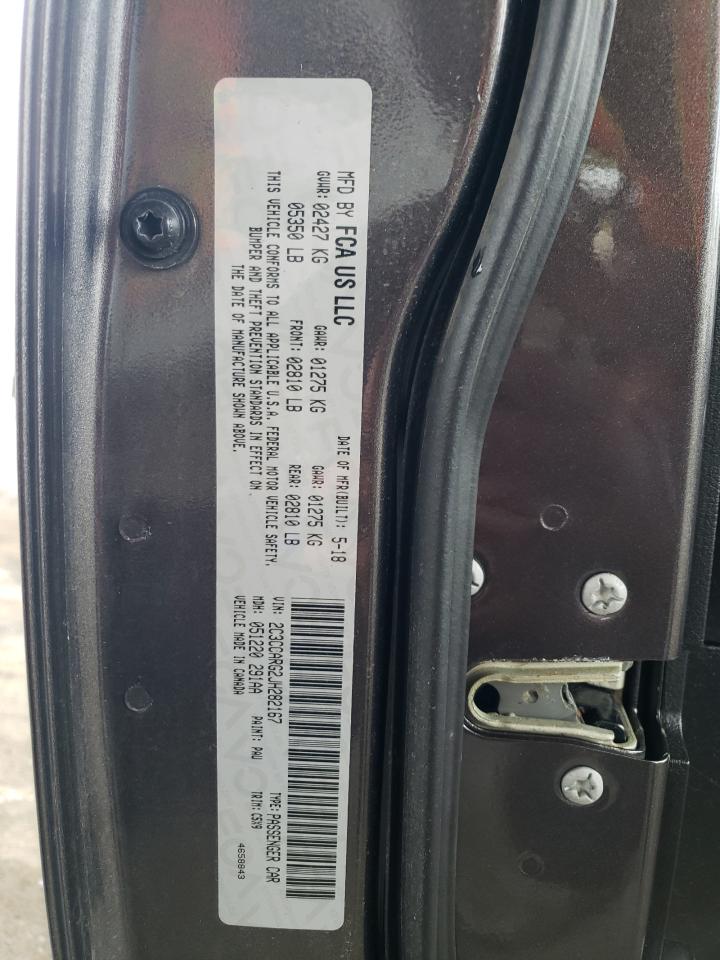 MFD BY FCA US LLC
DATE OF MFR(BUILT): 5-18
GVWR: 02427 KG
GAWR: 01275 KG
GAWR: 01275 KG
05350 LB
FRONT: 02810 LB
REAR: 02810 LB
THIS VEHICLE CONFORMS TO ALL APPLICABLE U.S.A. FEDERAL MOTOR VEHICLE SAFETY,
BUMPER AND THEFT PREVENTION STANDARDS IN EFFECT ON
THE DATE OF MANUFACTURE SHOWN ABOVE.
VIN: 2C3CCARG2JH282167
TYPE: PASSENGER CAR
MDH: 051220 291AA
PAINT: PAU
TRIM: CSX9
VEHICLE MADE IN CANADA
4658843